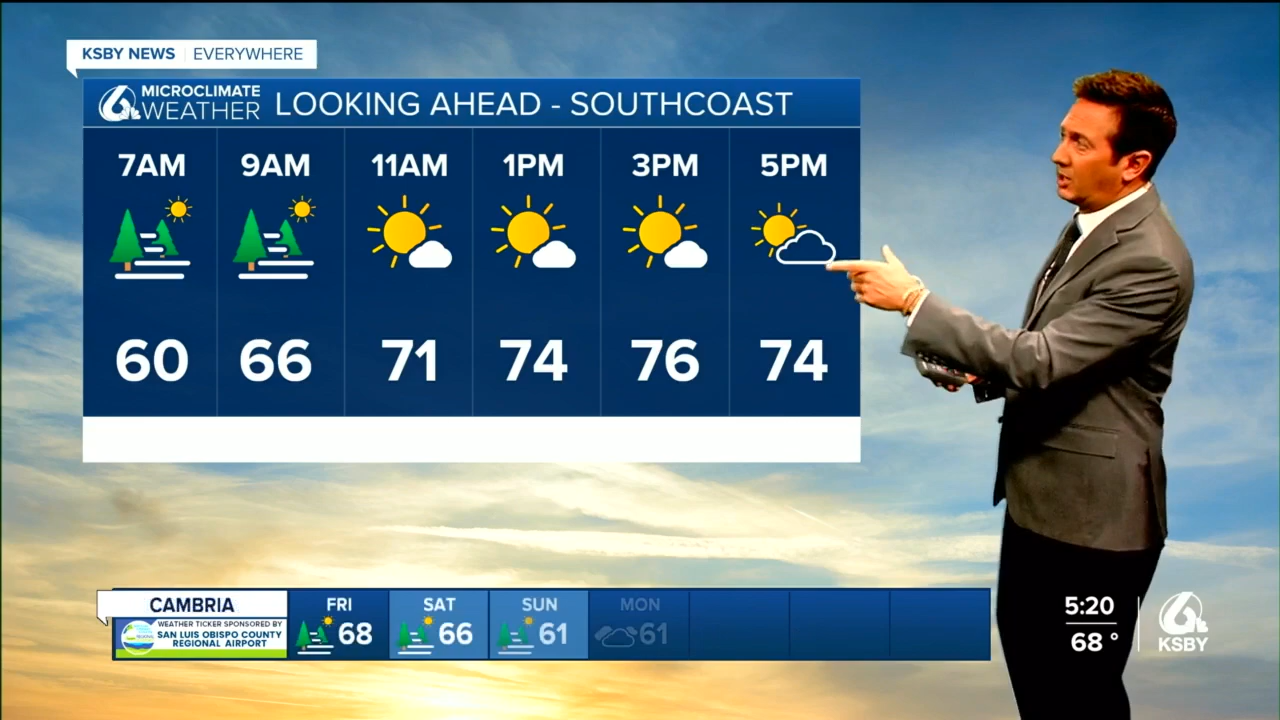 KSBY NEWS | EVERYWHERE
6 MICROCLIMATE
WEATHER
LOOKING AHEAD - SOUTHCOAST
7AM 9AM 11AM 1PM 3PM 5PM
60 66 71 74 76 74
CAMBRIA
WEATHER TICKER SPONSORED BY
SAN LUIS OBISPO COUNTY
REGIONAL AIRPORT
FRI SAT SUN MON
68 66 61 61
5:20
68 °
6
KSBY